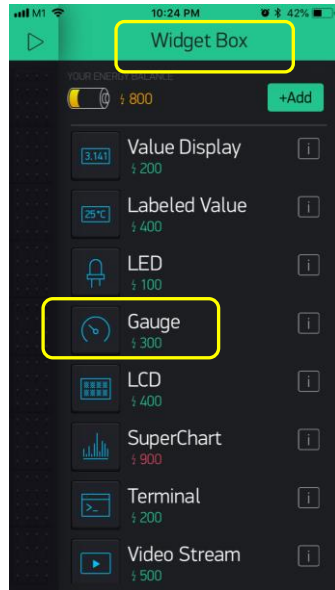 M1 10:24 PM 42%
Widget Box
YOUR ENERGY BALANCE
800 +Add
3.141 Value Display i
200
25°C Labeled Value i
400
LED i
100
Gauge i
300
LCD i
400
SuperChart i
900
Terminal i
200
Video Stream i
500